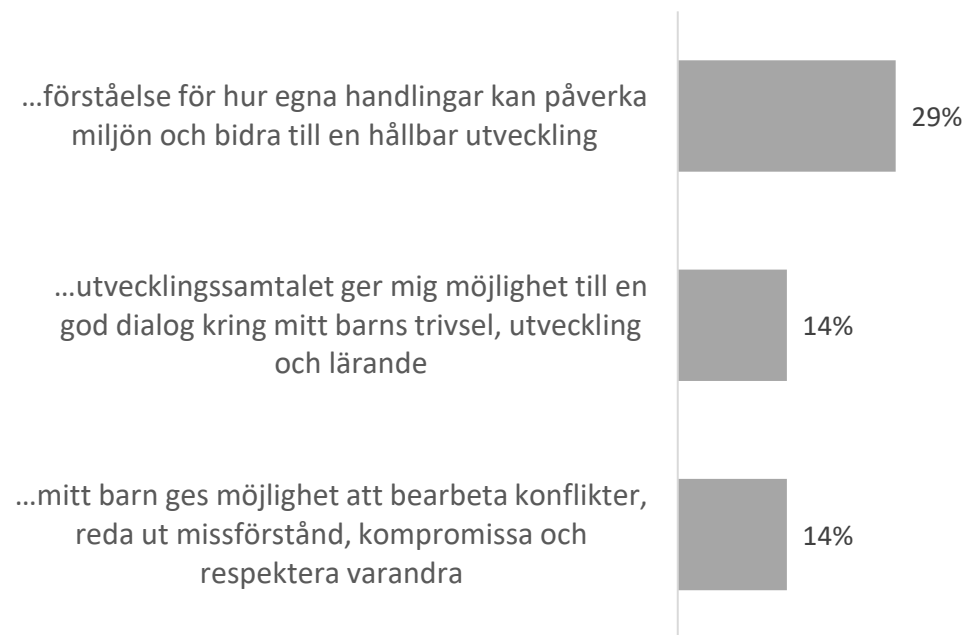 ...förståelse för hur egna handlingar kan påverka
miljön och bidra till en hållbar utveckling
29%
...utvecklingssamtalet ger mig möjlighet till en
god dialog kring mitt barns trivsel, utveckling
och lärande
14%
...mitt barn ges möjlighet att bearbeta konflikter,
reda ut missförstånd, kompromissa och
respektera varandra
14%